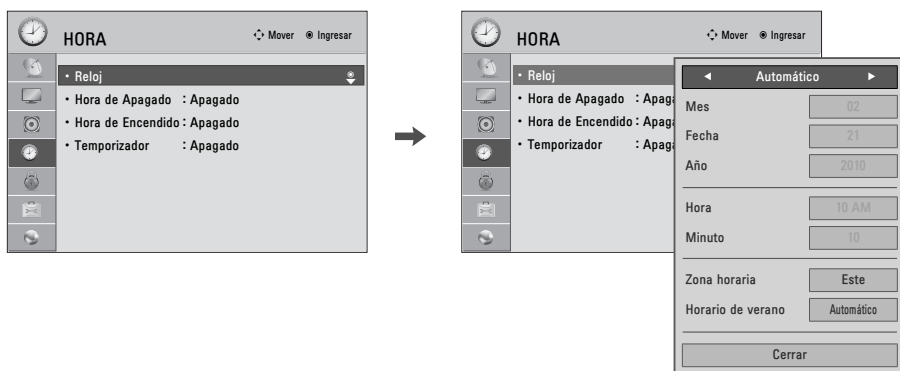 HORA
Mover Ingresar
• Reloj
• Hora de Apagado : Apagado
• Hora de Encendido : Apagado
• Temporizador : Apagado
HORA
Mover Ingresar
• Reloj
• Hora de Apagado : Apaga
• Hora de Encendido : Apaga
• Temporizador : Apaga
◄ Automático ►
Mes 02
Fecha 21
Año 2010
Hora 10 AM
Minuto 10
Zona horaria Este
Horario de verano Automático
Cerrar